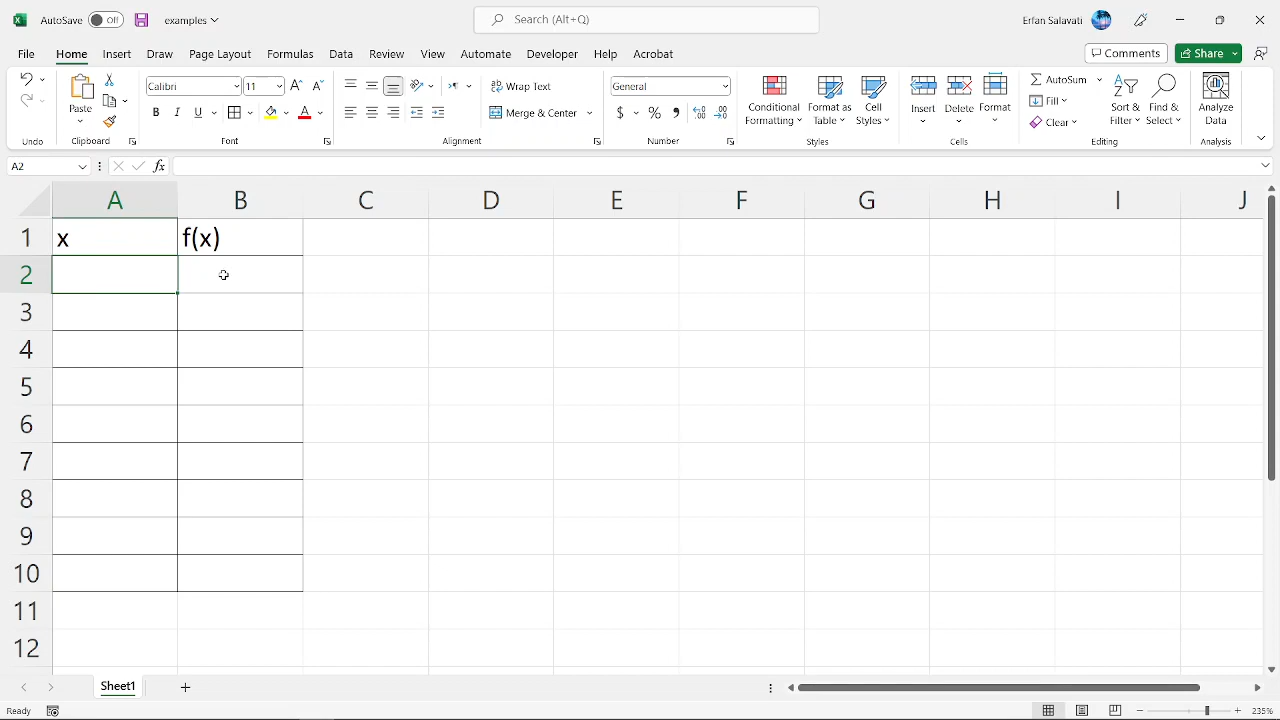 AutoSave Off examples Search (Alt+Q) Erfan Salavati
File Home Insert Draw Page Layout Formulas Data Review View Automate Developer Help Acrobat Comments Share
Calibri 11 Wrap Text General AutoSum
Paste Conditional Format as Cell Insert Delete Format Fill Sort & Find & Analyze
B I U A Merge & Center $ % Formatting Table Styles Clear Filter Select Data
Undo Clipboard Font Alignment Number Styles Cells Editing Analysis
A2 fx
A B C D E F G H I J
1 x f(x)
2
3
4
5
6
7
8
9
10
11
12
Sheet1
Ready 235%